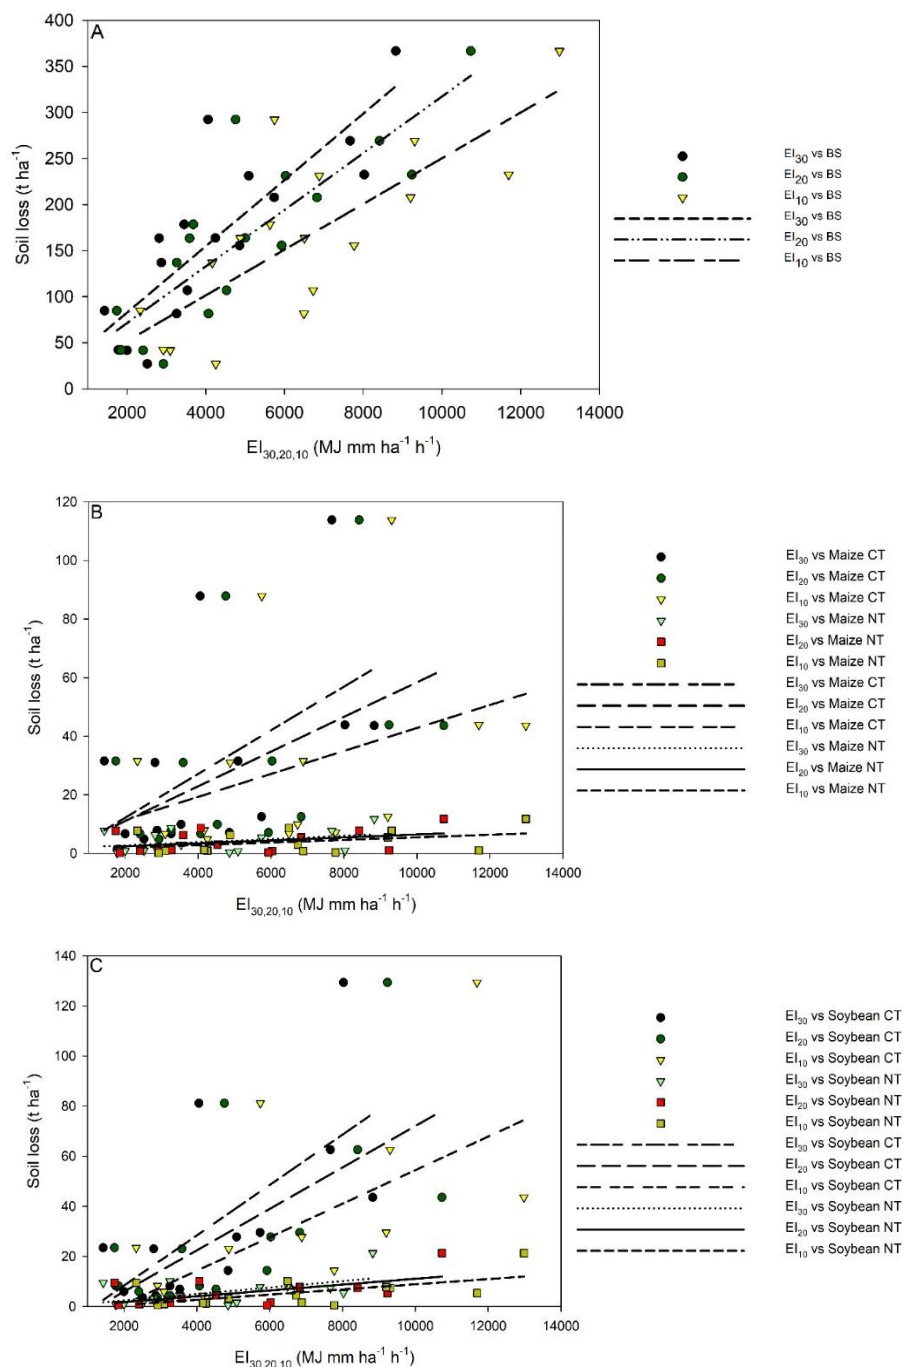 A
400
350
300
250
200
150
100
50
0
Soil loss (t ha⁻¹)
2000 4000 6000 8000 10000 12000 14000
EI₃₀,₂₀,₁₀ (MJ mm ha⁻¹ h⁻¹)
EI₃₀ vs BS
EI₂₀ vs BS
EI₁₀ vs BS
EI₃₀ vs BS
EI₂₀ vs BS
EI₁₀ vs BS
B
120
100
80
60
40
20
0
Soil loss (t ha⁻¹)
2000 4000 6000 8000 10000 12000 14000
EI₃₀,₂₀,₁₀ (MJ mm ha⁻¹ h⁻¹)
EI₃₀ vs Maize CT
EI₂₀ vs Maize CT
EI₁₀ vs Maize CT
EI₃₀ vs Maize NT
EI₂₀ vs Maize NT
EI₁₀ vs Maize NT
EI₃₀ vs Maize CT
EI₂₀ vs Maize CT
EI₁₀ vs Maize CT
EI₃₀ vs Maize NT
EI₂₀ vs Maize NT
EI₁₀ vs Maize NT
C
140
120
100
80
60
40
20
0
Soil loss (t ha⁻¹)
2000 4000 6000 8000 10000 12000 14000
EI₃₀,₂₀,₁₀ (MJ mm ha⁻¹ h⁻¹)
EI₃₀ vs Soybean CT
EI₂₀ vs Soybean CT
EI₁₀ vs Soybean CT
EI₃₀ vs Soybean NT
EI₂₀ vs Soybean NT
EI₁₀ vs Soybean NT
EI₃₀ vs Soybean CT
EI₂₀ vs Soybean CT
EI₁₀ vs Soybean CT
EI₃₀ vs Soybean NT
EI₂₀ vs Soybean NT
EI₁₀ vs Soybean NT